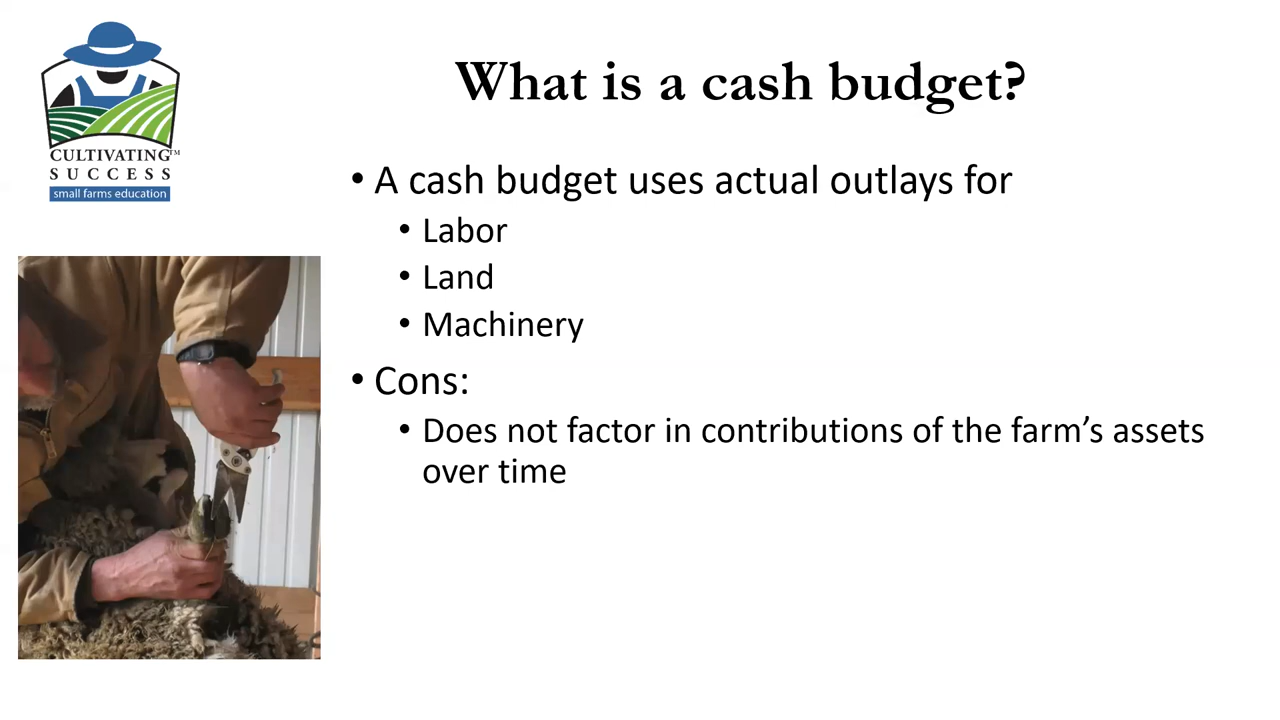 CULTIVATING™
SUCCESS
small farms education
What is a cash budget?
• A cash budget uses actual outlays for
• Labor
• Land
• Machinery
• Cons:
• Does not factor in contributions of the farm’s assets
over time